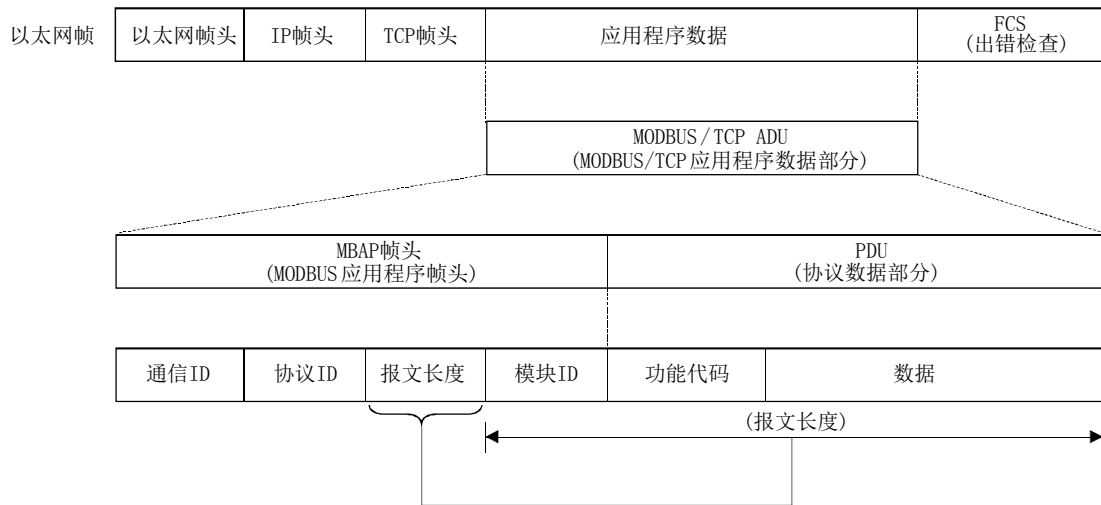 以太网帧 以太网帧头 IP帧头 TCP帧头 应用程序数据 FCS
(出错检查)
MODBUS/TCP ADU
(MODBUS/TCP应用程序数据部分)
MBAP帧头 PDU
(MODBUS应用程序帧头) (协议数据部分)
通信ID 协议ID 报文长度 模块ID 功能代码 数据
(报文长度)